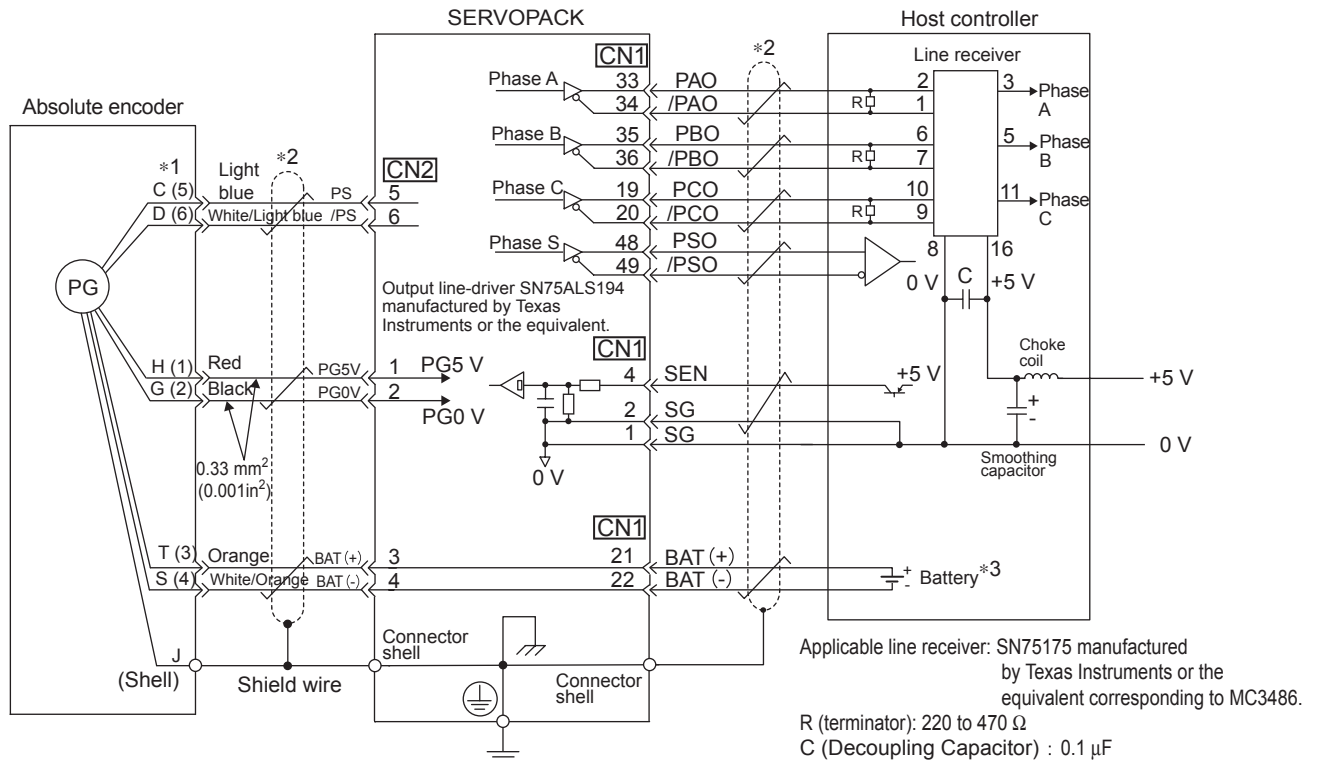 SERVOPACK
Host controller
Absolute encoder
*1
C (5)
D (6)
*2
Light
blue
White/Light blue
PS
/PS
CN2
5
6
PG
H (1)
G (2)
Red
Black
PG5V
PG0V
1
2
PG5 V
PG0 V
0.33 mm²
(0.001in²)
T (3)
S (4)
Orange
White/Orange
BAT (+)
BAT (-)
3
4
J
(Shell)
Shield wire
Connector
shell
CN1
Phase A
33 PAO
34 /PAO
Phase B
35 PBO
36 /PBO
Phase C
19 PCO
20 /PCO
Phase S
48 PSO
49 /PSO
Output line-driver SN75ALS194
manufactured by Texas
Instruments or the equivalent.
CN1
4 SEN
2 SG
1 SG
0 V
CN1
21 BAT (+)
22 BAT (-)
Connector
shell
*2
Line receiver
R
2
1
3
Phase
A
R
6
7
5
Phase
B
R
10
9
11
Phase
C
8
16
0 V
C
+5 V
+5 V
Choke
coil
+5 V
+
-
Smoothing
capacitor
0 V
+
-
Battery*3
Applicable line receiver: SN75175 manufactured
by Texas Instruments or the
equivalent corresponding to MC3486.
R (terminator): 220 to 470 Ω
C (Decoupling Capacitor) : 0.1 µF